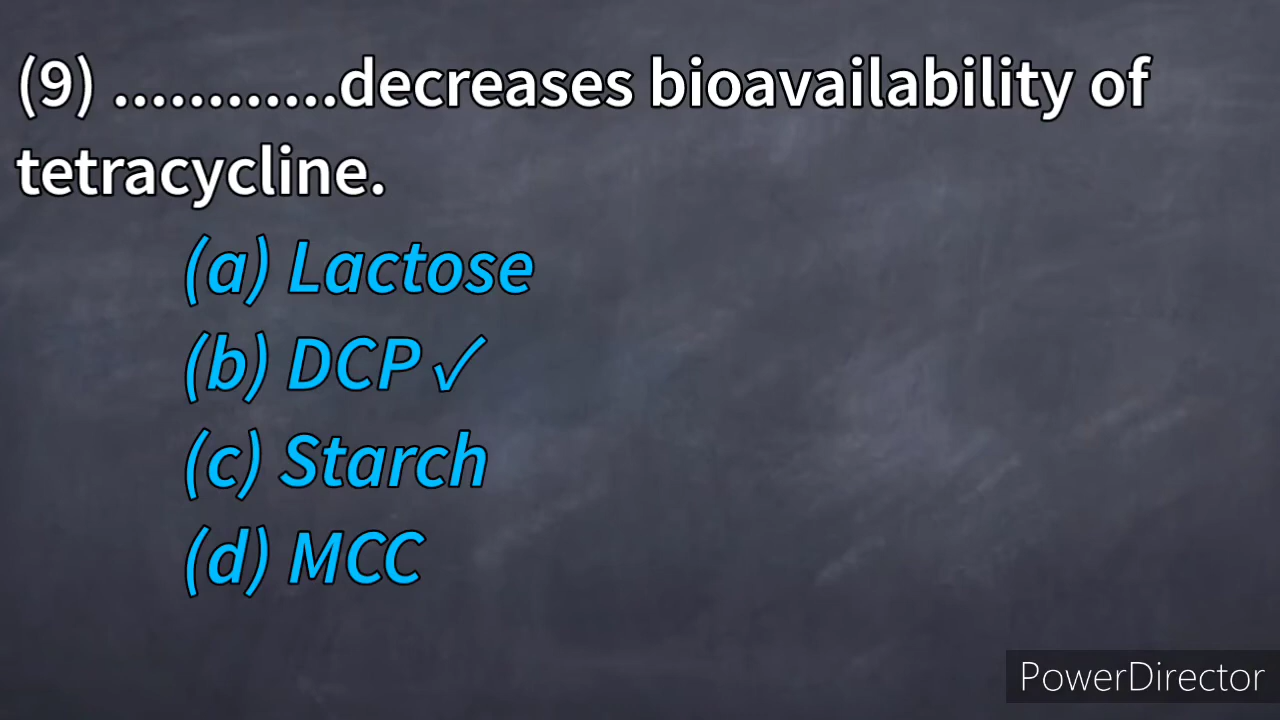 (9) ............decreases bioavailability of
tetracycline.
(a) Lactose
(b) DCP ✓
(c) Starch
(d) MCC
PowerDirector